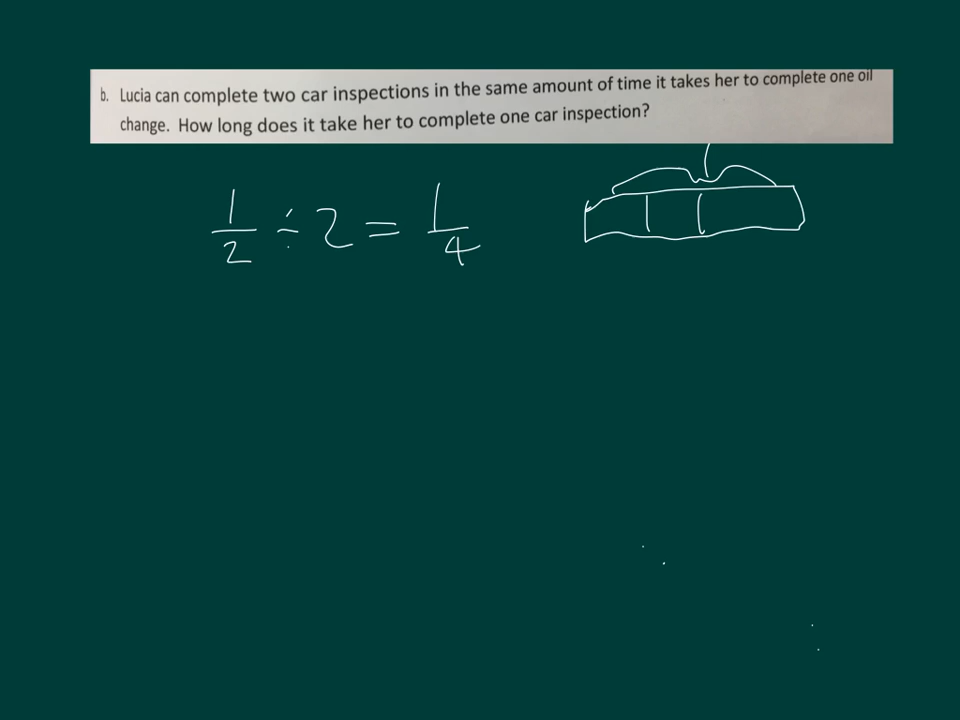 b. Lucia can complete two car inspections in the same amount of time it takes her to complete one oil
change. How long does it take her to complete one car inspection?
1/2 ÷ 2 = 1/4
1